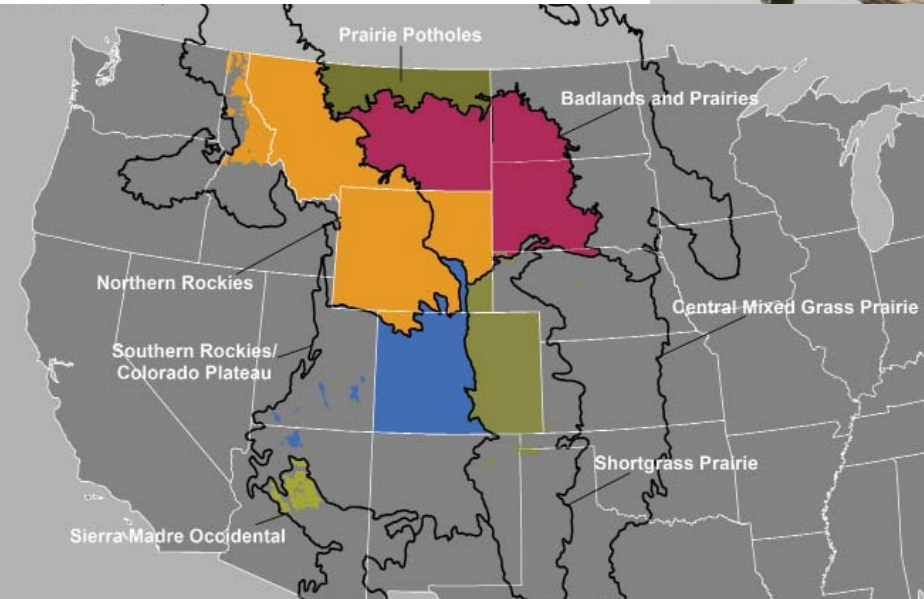 Prairie Potholes
Badlands and Prairies
Northern Rockies
Central Mixed Grass Prairie
Southern Rockies/
Colorado Plateau
Shortgrass Prairie
Sierra Madre Occidental